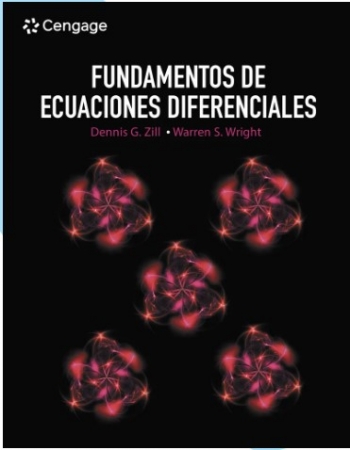 Cengage
FUNDAMENTOS DE
ECUACIONES DIFERENCIALES
Dennis G. Zill • Warren S. Wright